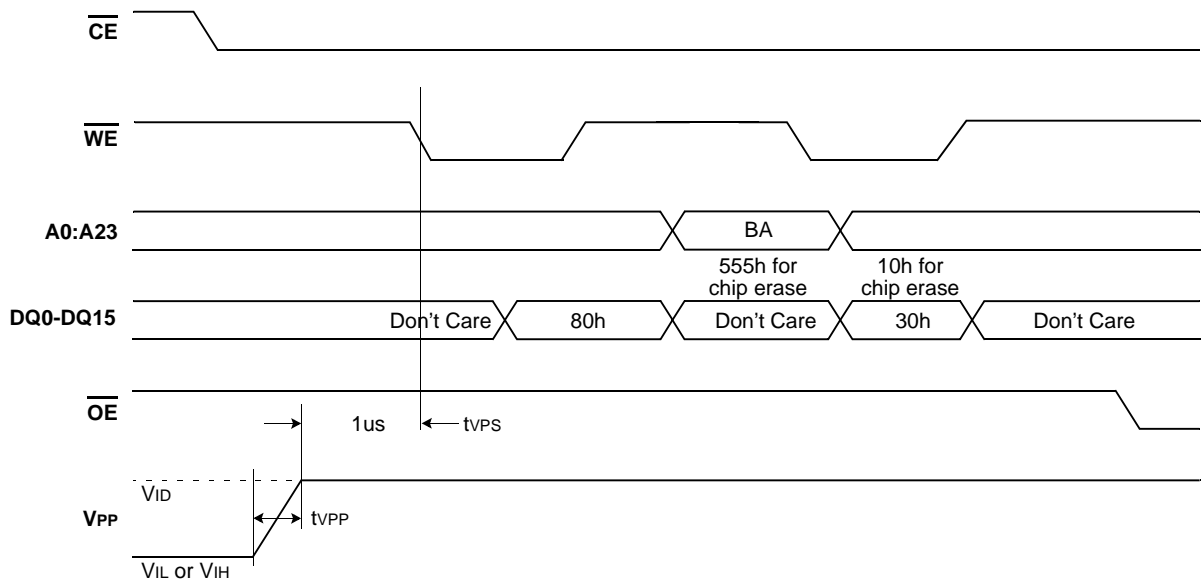 CE
WE
A0:A23
BA
555h for
chip erase
10h for
chip erase
DQ0-DQ15
Don't Care
80h
Don't Care
30h
Don't Care
OE
1us
tVPS
VID
VPP
tVPP
VIL or VIH